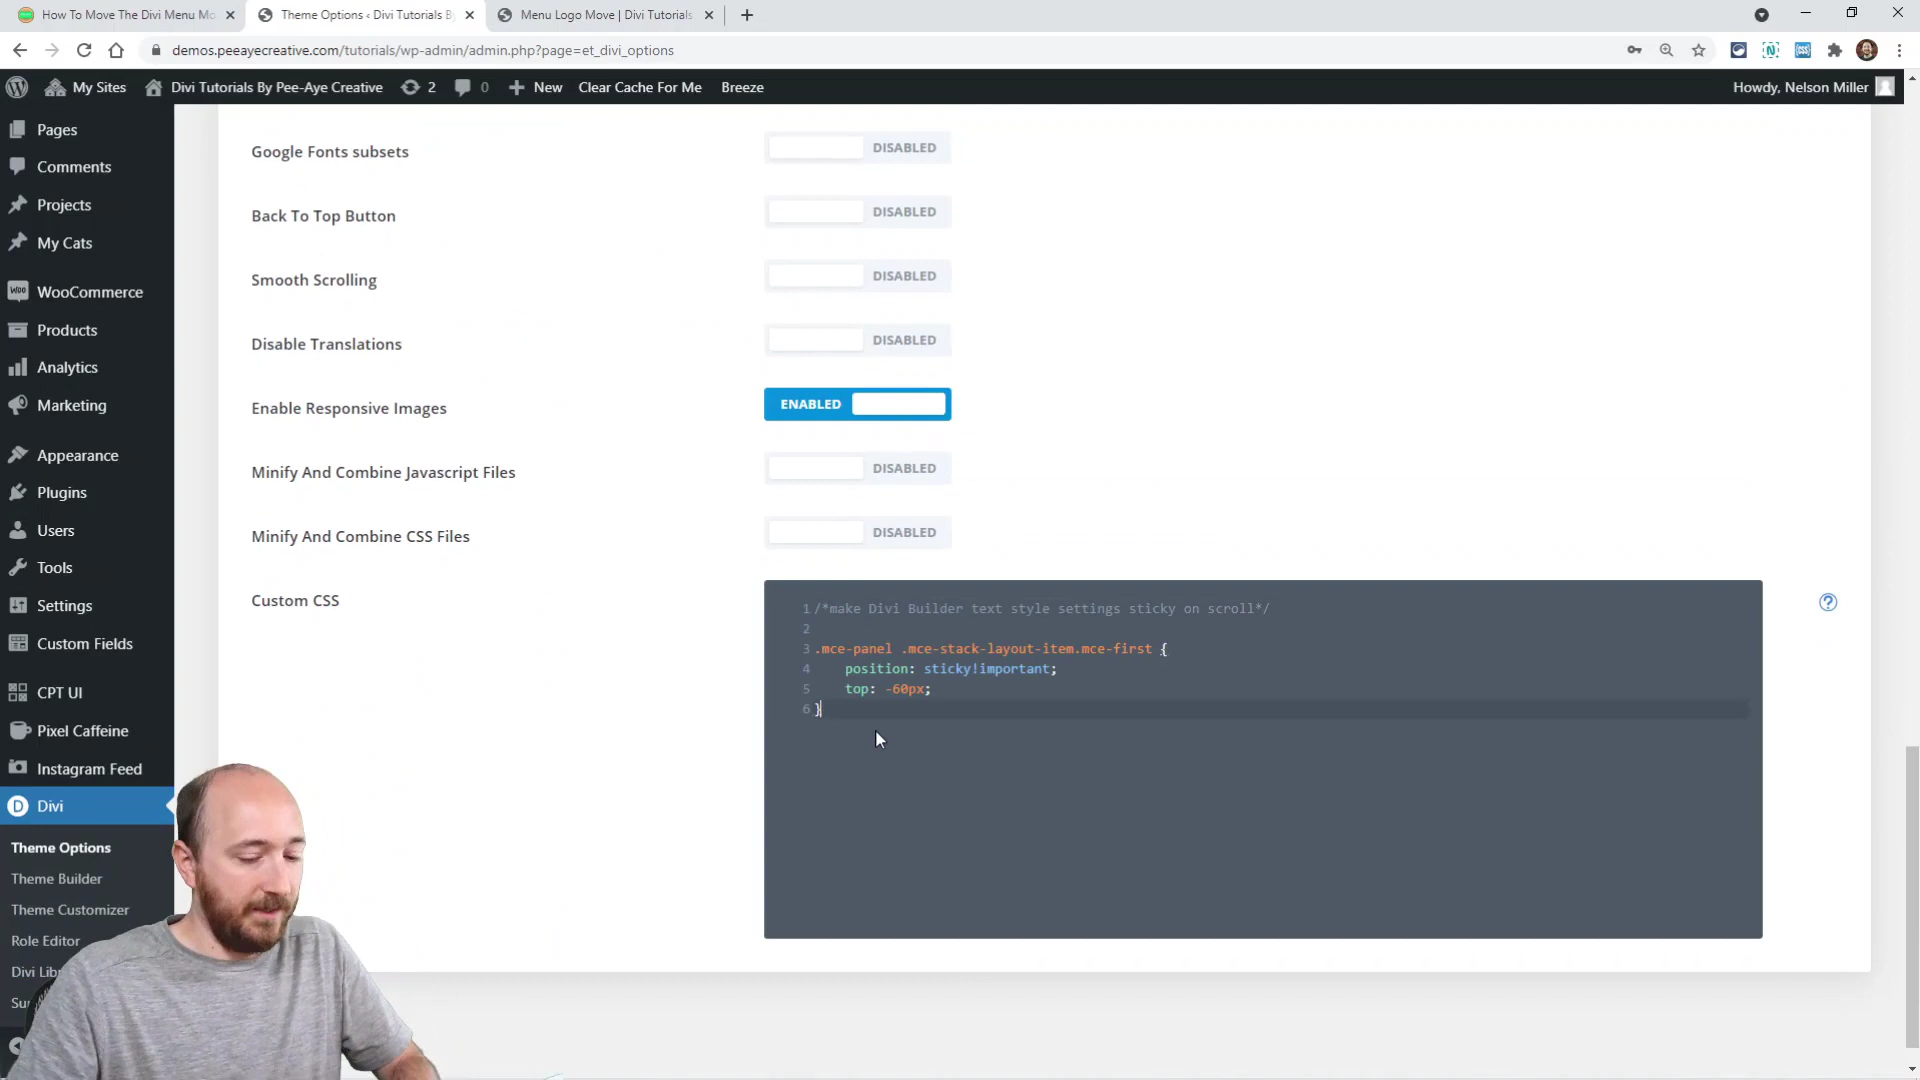 How To Move The Divi Menu Mo
Theme Options ‹ Divi Tutorials B
Menu Logo Move | Divi Tutorials
demos.peeayecreative.com/tutorials/wp-admin/admin.php?page=et_divi_options
My Sites
Divi Tutorials By Pee-Aye Creative
2
0
New
Clear Cache For Me
Breeze
Howdy, Nelson Miller
Pages
Comments
Projects
My Cats
WooCommerce
Products
Analytics
Marketing
Appearance
Plugins
Users
Tools
Settings
Custom Fields
CPT UI
Pixel Caffeine
Instagram Feed
Divi
Theme Options
Theme Builder
Theme Customizer
Role Editor
Divi Lib
Su
Google Fonts subsets
DISABLED
Back To Top Button
DISABLED
Smooth Scrolling
DISABLED
Disable Translations
DISABLED
Enable Responsive Images
ENABLED
Minify And Combine Javascript Files
DISABLED
Minify And Combine CSS Files
DISABLED
Custom CSS
1 /*make Divi Builder text style settings sticky on scroll*/
2
3 .mce-panel .mce-stack-layout-item.mce-first {
4 position: sticky!important;
5 top: -60px;
6 }